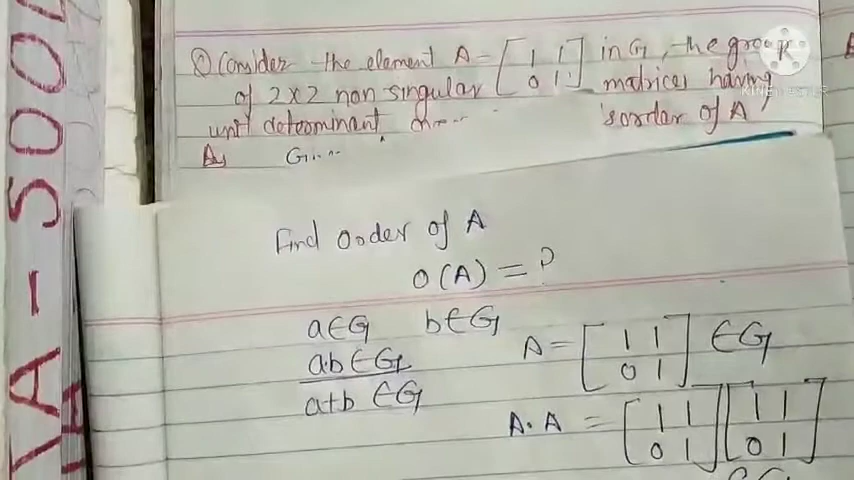 Q Consider the element A = [1 1 0 1] in G, the group
of 2×2 non singular matrices having
unit determinant 's order of A
G....
Find order of A
O(A) = ?
a∈G b∈G
ab∈G
a+b ∈G
A = [1 1 0 1] ∈G
A. A = [1 1 0 1] [1 1 0 1]
IA-500
KINEMASTER